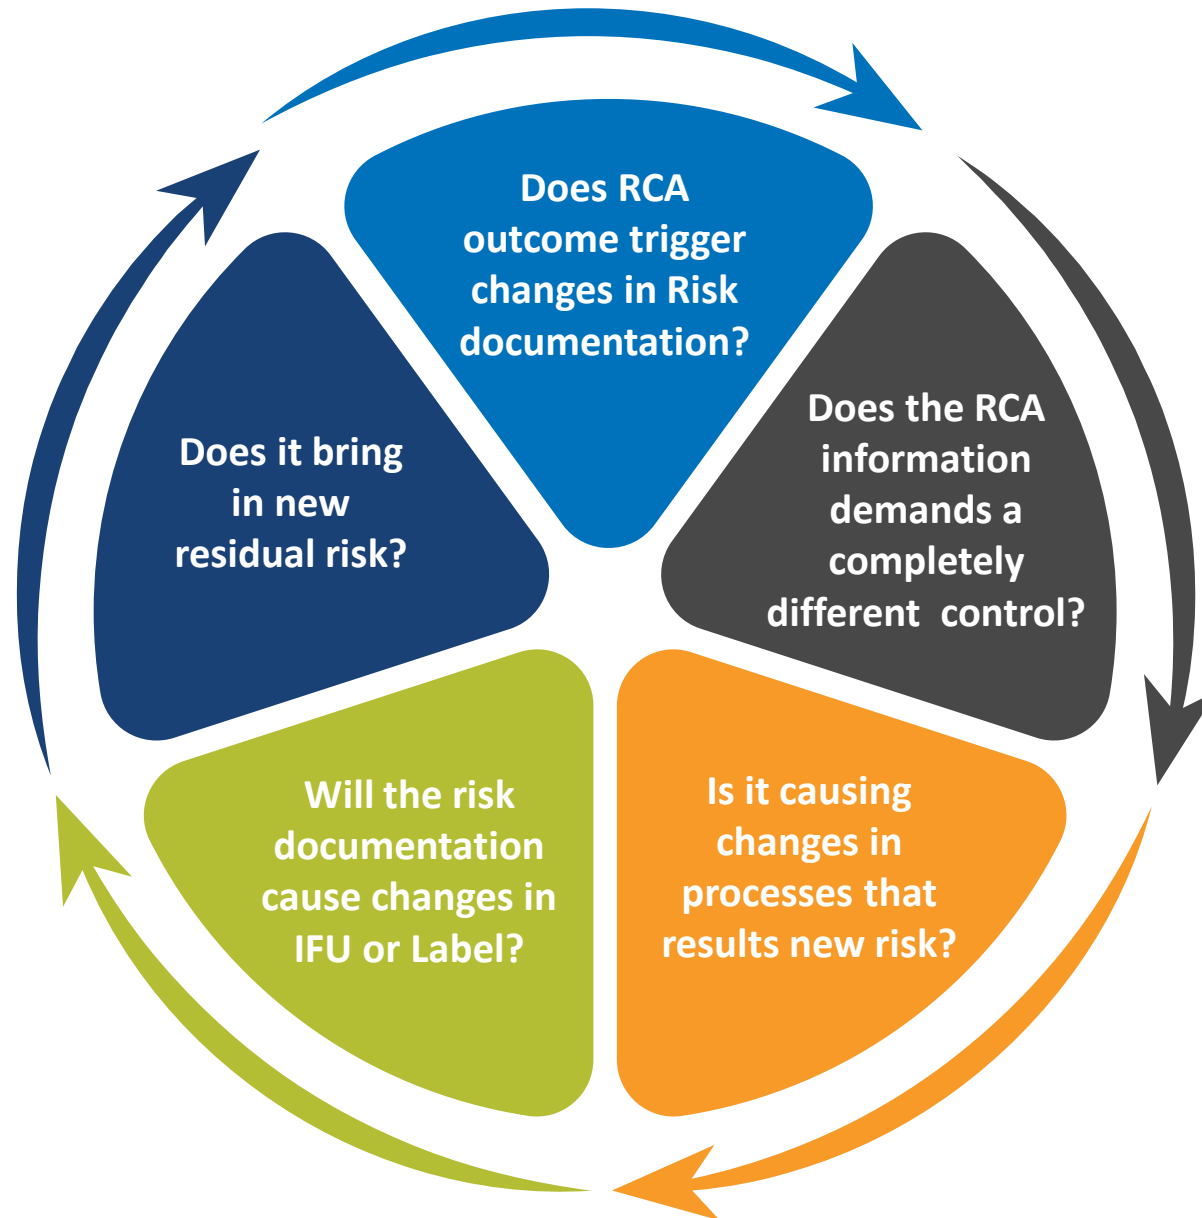 Does RCA
outcome trigger
changes in Risk
documentation?
Does the RCA
information
demands a
completely
different  control?
Is it causing
changes in
processes that
results new risk?
Will the risk
documentation
cause changes in
IFU or Label?
Does it bring
in new
residual risk?